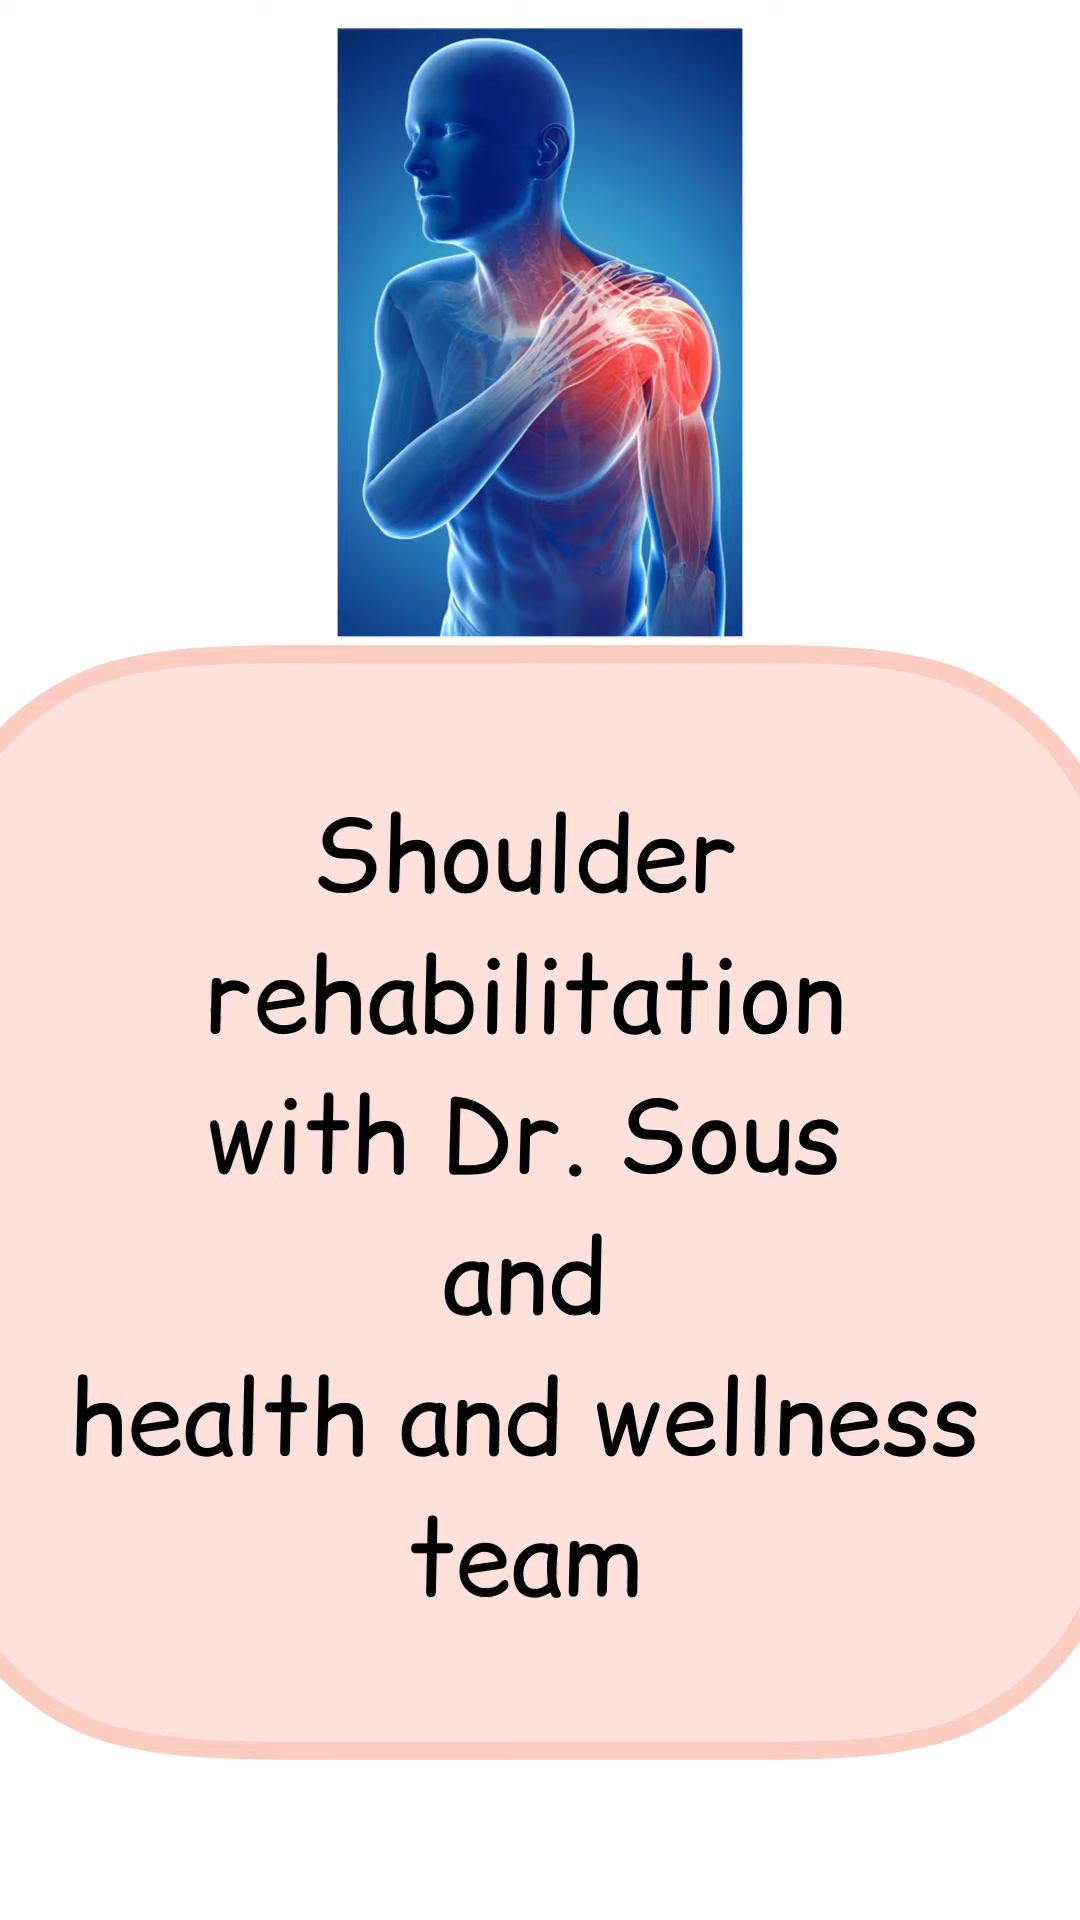 Shoulder
rehabilitation
with Dr. Sous
and
health and wellness
team